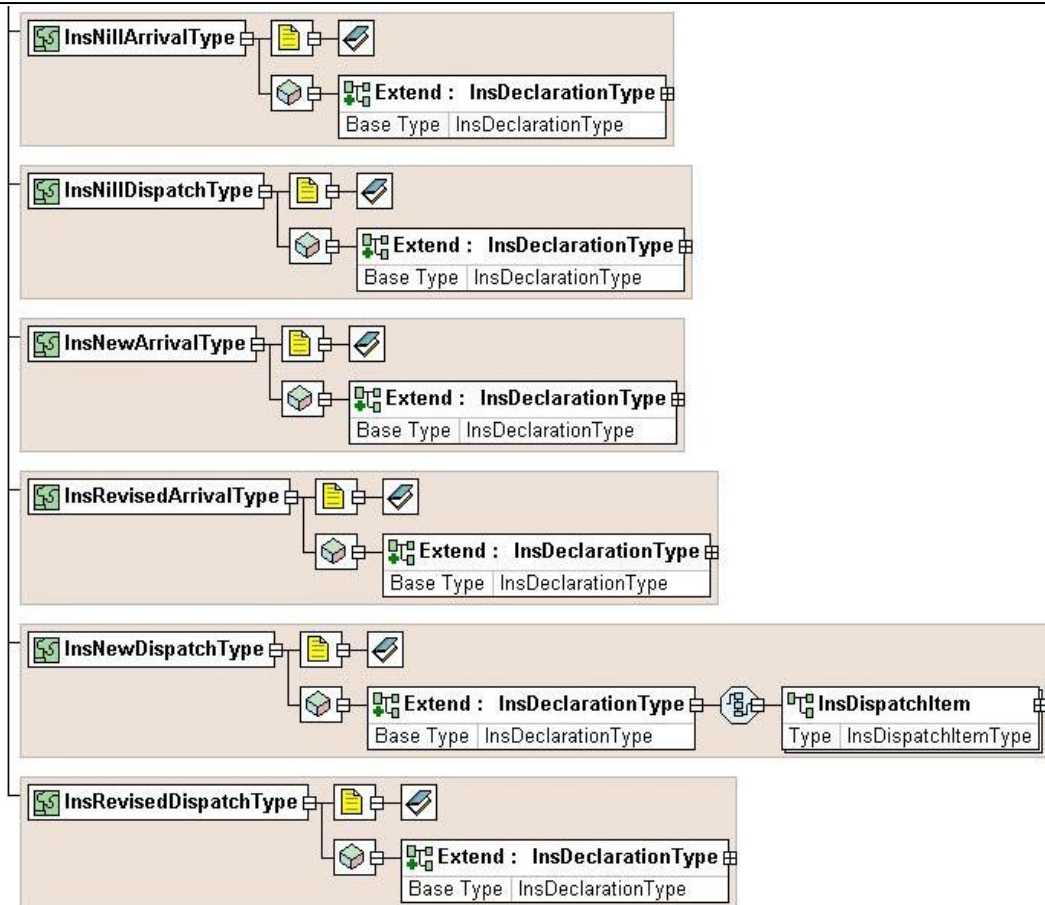 InsNillArrivalType
Extend : InsDeclarationType
Base Type InsDeclarationType
InsNillDispatchType
Extend : InsDeclarationType
Base Type InsDeclarationType
InsNewArrivalType
Extend : InsDeclarationType
Base Type InsDeclarationType
InsRevisedArrivalType
Extend : InsDeclarationType
Base Type InsDeclarationType
InsNewDispatchType
Extend : InsDeclarationType InsDispatchItem
Base Type InsDeclarationType Type InsDispatchItemType
InsRevisedDispatchType
Extend : InsDeclarationType
Base Type InsDeclarationType